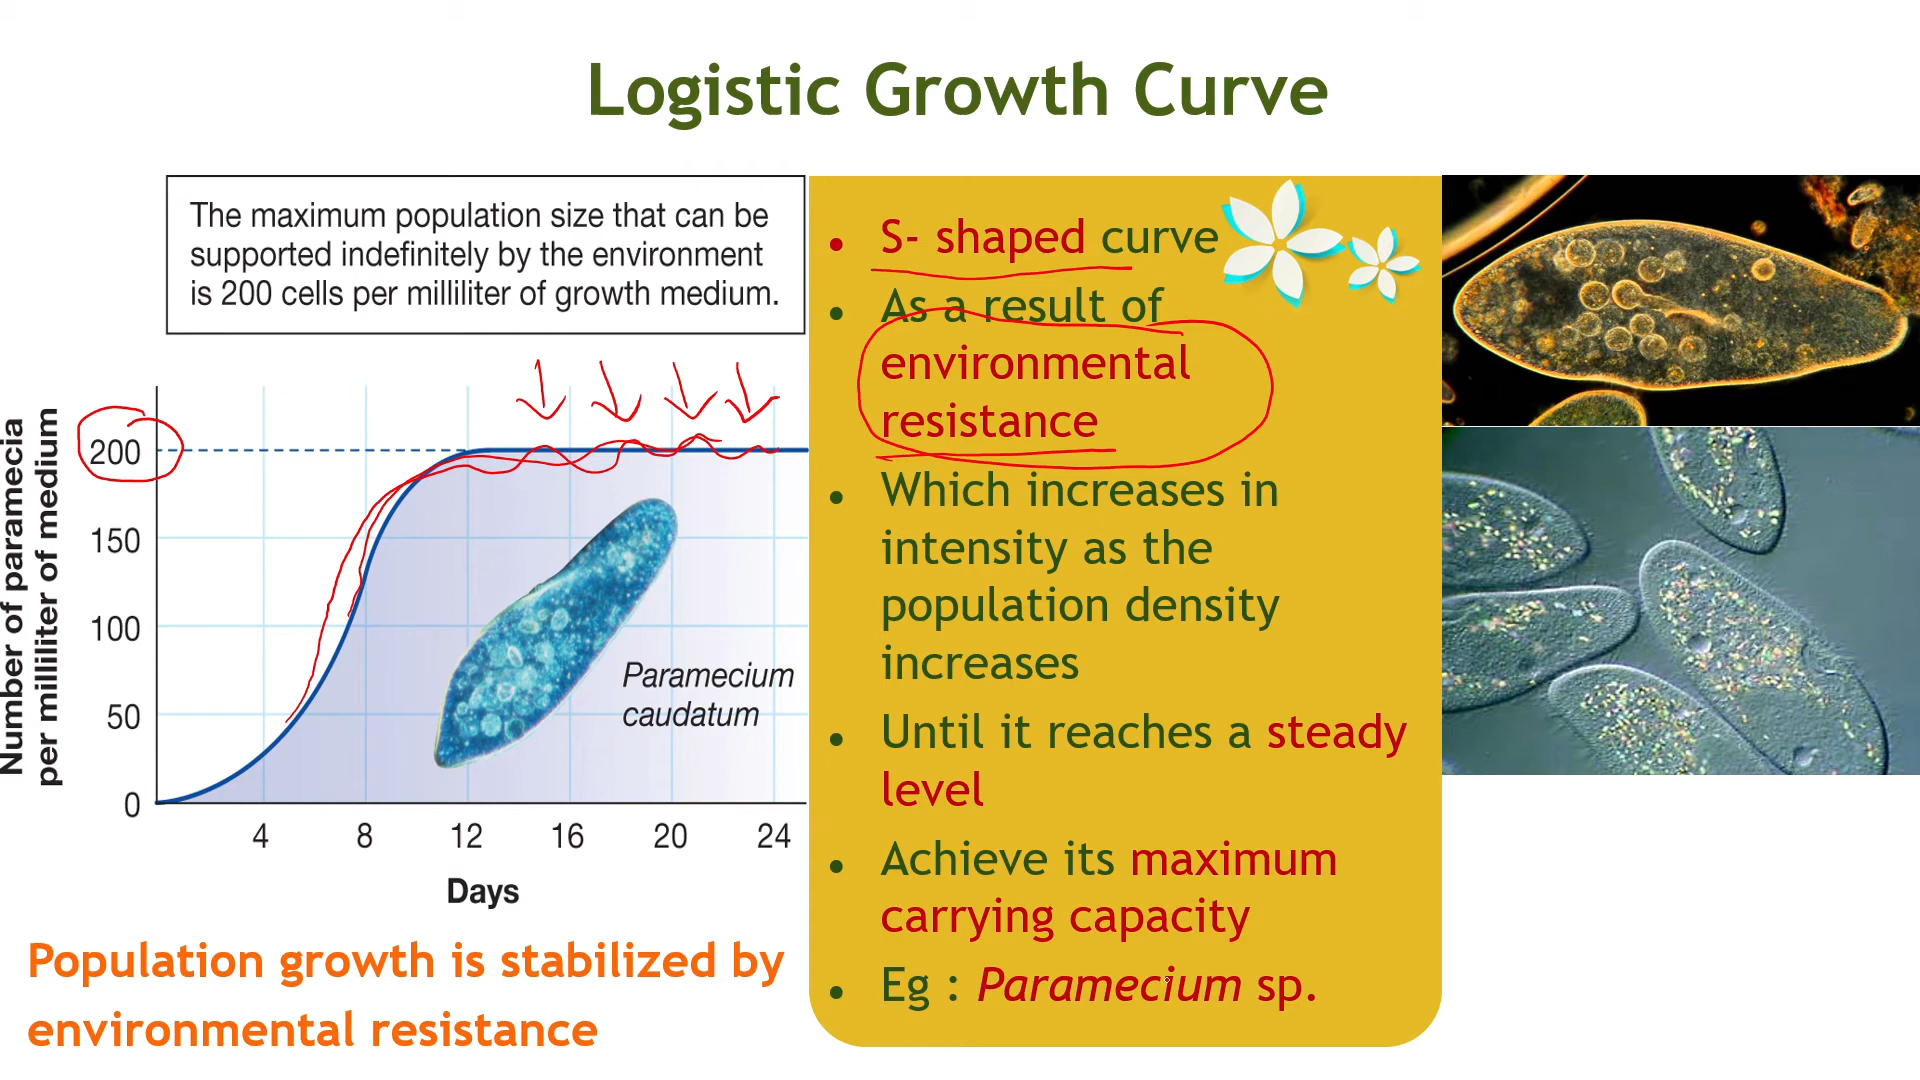 Logistic Growth Curve
The maximum population size that can be
supported indefinitely by the environment
is 200 cells per milliliter of growth medium.
Number of paramecia
per milliliter of medium
200
150
100
50
0
4 8 12 16 20 24
Days
Paramecium
caudatum
Population growth is stabilized by
environmental resistance
• S- shaped curve
• As a result of
environmental
resistance
• Which increases in
intensity as the
population density
increases
• Until it reaches a steady
level
• Achieve its maximum
carrying capacity
• Eg : Paramecium sp.